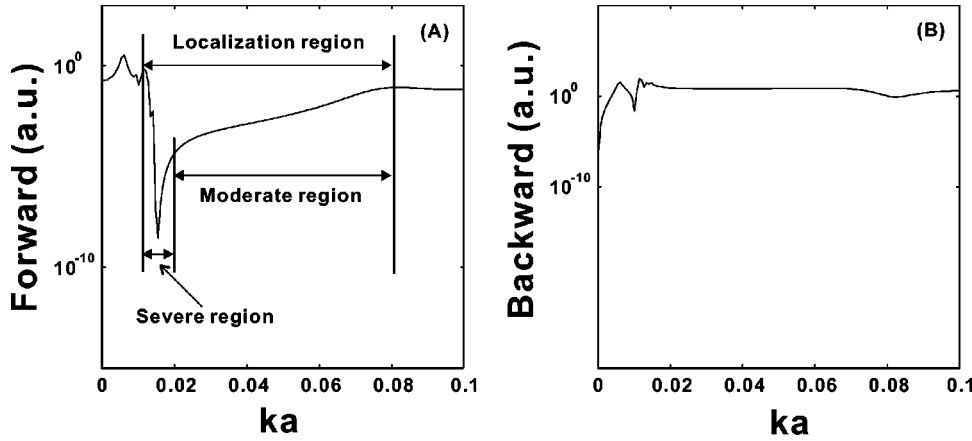 (A)
Localization region
10^0
Forward (a.u.)
Moderate region
10^-10
Severe region
0 0.02 0.04 0.06 0.08 0.1
ka
(B)
10^0
Backward (a.u.)
10^-10
0 0.02 0.04 0.06 0.08 0.1
ka